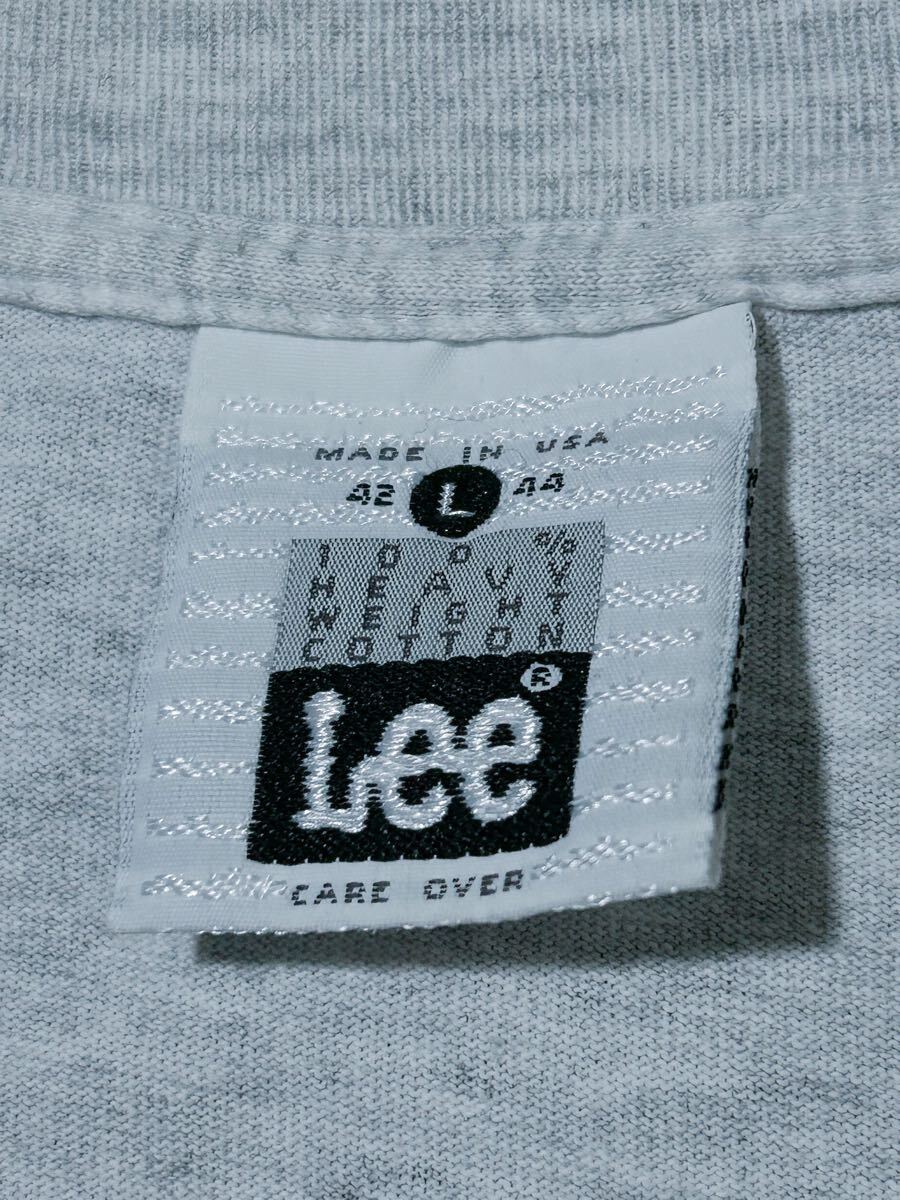 MADE IN USA
42 L 44
100%
HEAVY
WEIGHT
COTTON
Lee®
CARE OVER